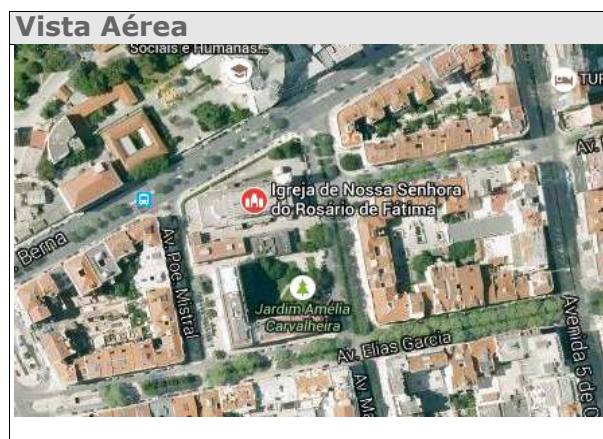 Vista Aérea
Sociais e Humanas...
TUR
Av.
Igreja de Nossa Senhora
do Rosário de Fátima
. Berna
Av. Poe. Mistral
Jardim Amélia
Carvalheira
Av. Elias Garcia
Avenida 5 de O
Av. Ma